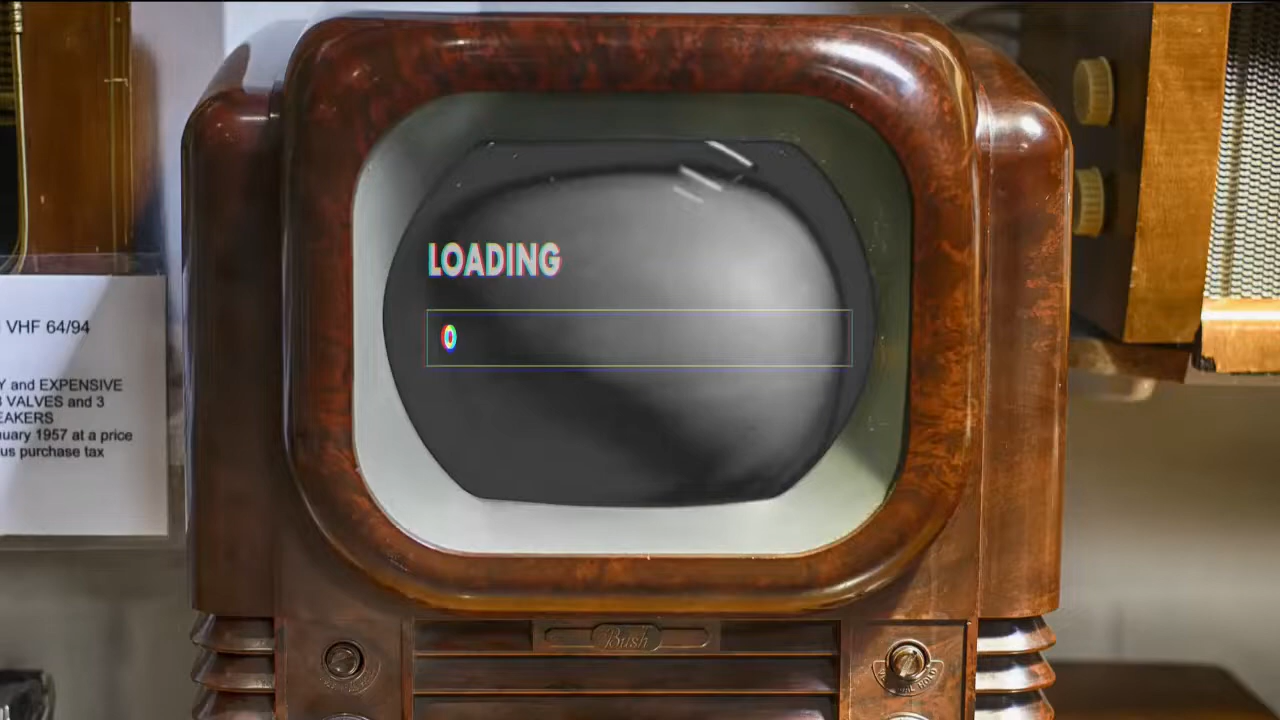 VHF 64/94
Y and EXPENSIVE
VALVES and 3
EAKERS
uary 1957 at a price
us purchase tax
LOADING
0
Bush
HOLD